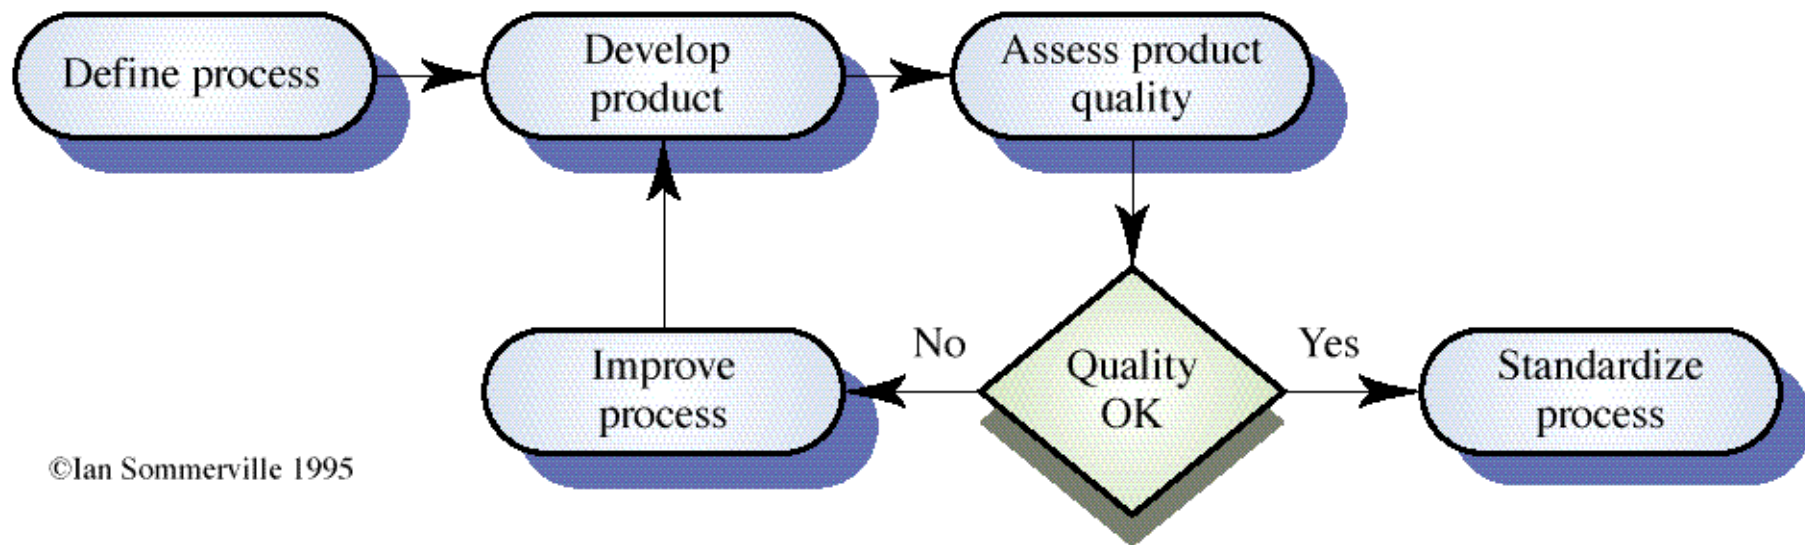 Define process
Develop
product
Assess product
quality
No
Yes
Improve
process
Quality
OK
Standardize
process
©Ian Sommerville 1995